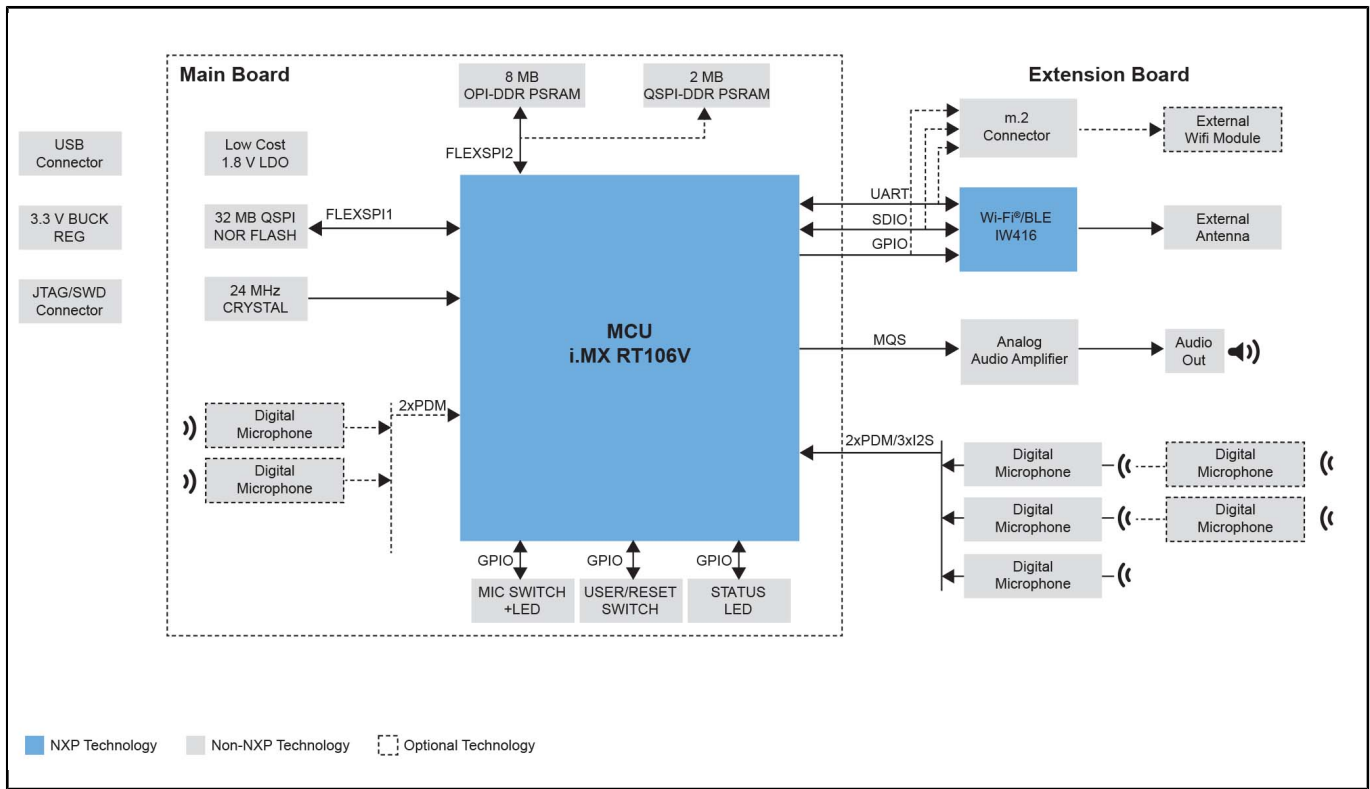 Main Board
Extension Board
8 MB
OPI-DDR PSRAM
2 MB
QSPI-DDR PSRAM
USB
Connector
Low Cost
1.8 V LDO
FLEXSPI2
m.2
Connector
External
Wifi Module
3.3 V BUCK
REG
32 MB QSPI
NOR FLASH
FLEXSPI1
UART
SDIO
GPIO
Wi-Fi®/BLE
IW416
External
Antenna
JTAG/SWD
Connector
24 MHz
CRYSTAL
MCU
i.MX RT106V
MQS
Analog
Audio Amplifier
Audio
Out
Digital
Microphone
2xPDM
Digital
Microphone
2xPDM/3xI2S
Digital
Microphone
Digital
Microphone
Digital
Microphone
Digital
Microphone
Digital
Microphone
GPIO
GPIO
GPIO
MIC SWITCH
+LED
USER/RESET
SWITCH
STATUS
LED
NXP Technology
Non-NXP Technology
Optional Technology